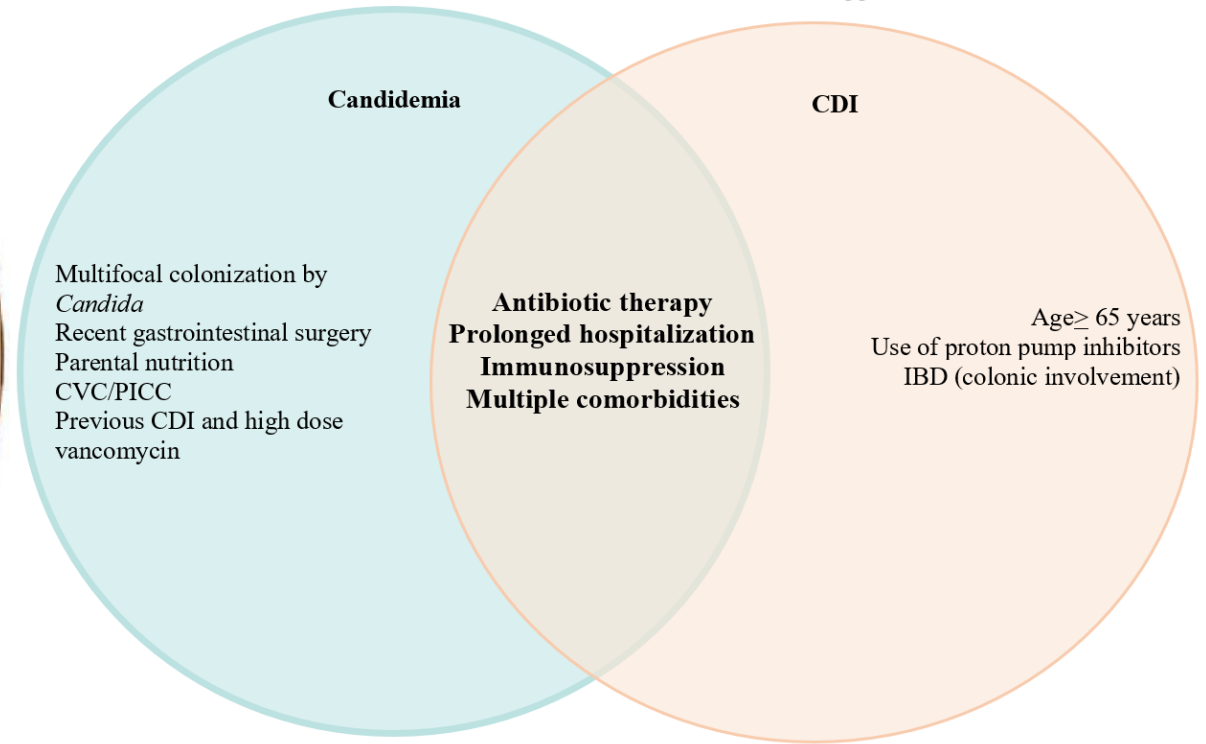 Candidemia
CDI
Multifocal colonization by
Candida
Recent gastrointestinal surgery
Parental nutrition
CVC/PICC
Previous CDI and high dose
vancomycin
Antibiotic therapy
Prolonged hospitalization
Immunosuppression
Multiple comorbidities
Age≥ 65 years
Use of proton pump inhibitors
IBD (colonic involvement)